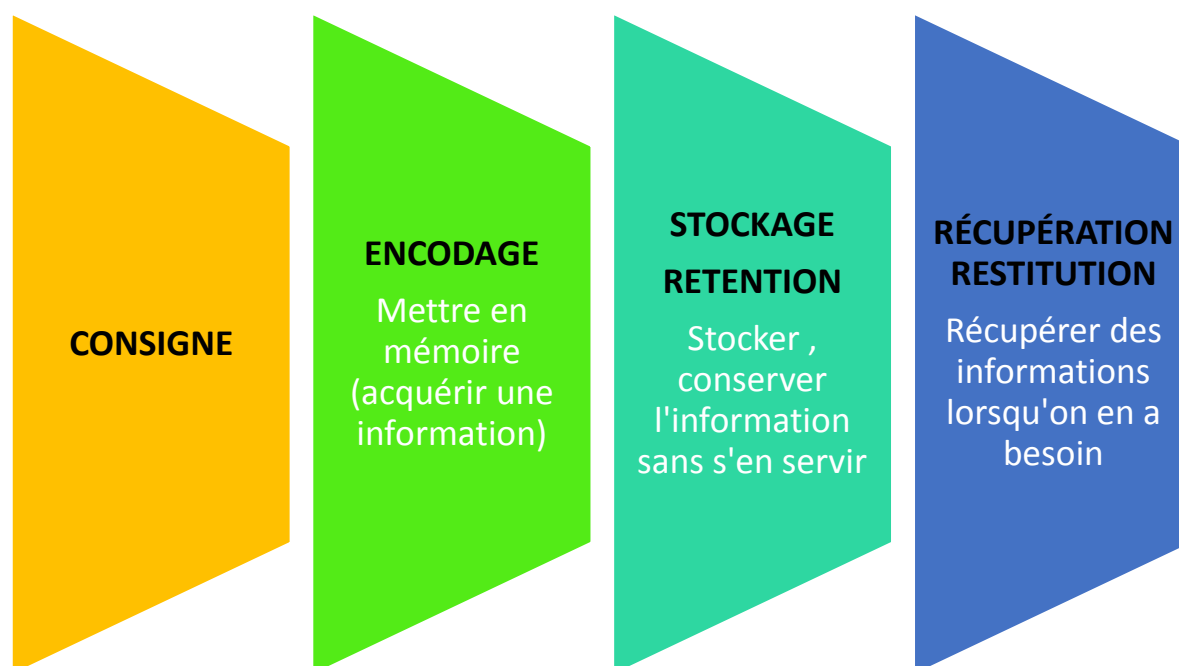 CONSIGNE
ENCODAGE
Mettre en
mémoire
(acquérir une
information)
STOCKAGE
RETENTION
Stocker ,
conserver
l'information
sans s'en servir
RÉCUPÉRATION
RESTITUTION
Récupérer des
informations
lorsqu'on en a
besoin